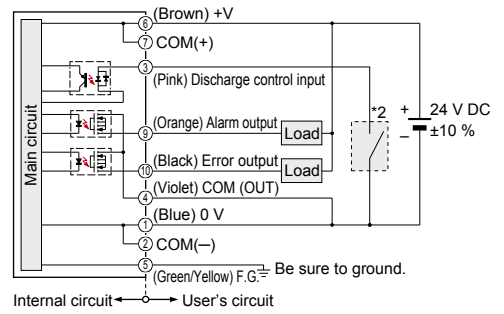 (Brown) +V
6
7 COM(+)
3
(Pink) Discharge control input
*2
+ 24 V DC
– ±10 %
(Orange) Alarm output
9
Load
(Black) Error output
10
Load
(Violet) COM (OUT)
4
(Blue) 0 V
1
2 COM(—)
5
(Green/Yellow) F.G.
Be sure to ground.
Main circuit
Internal circuit
User's circuit